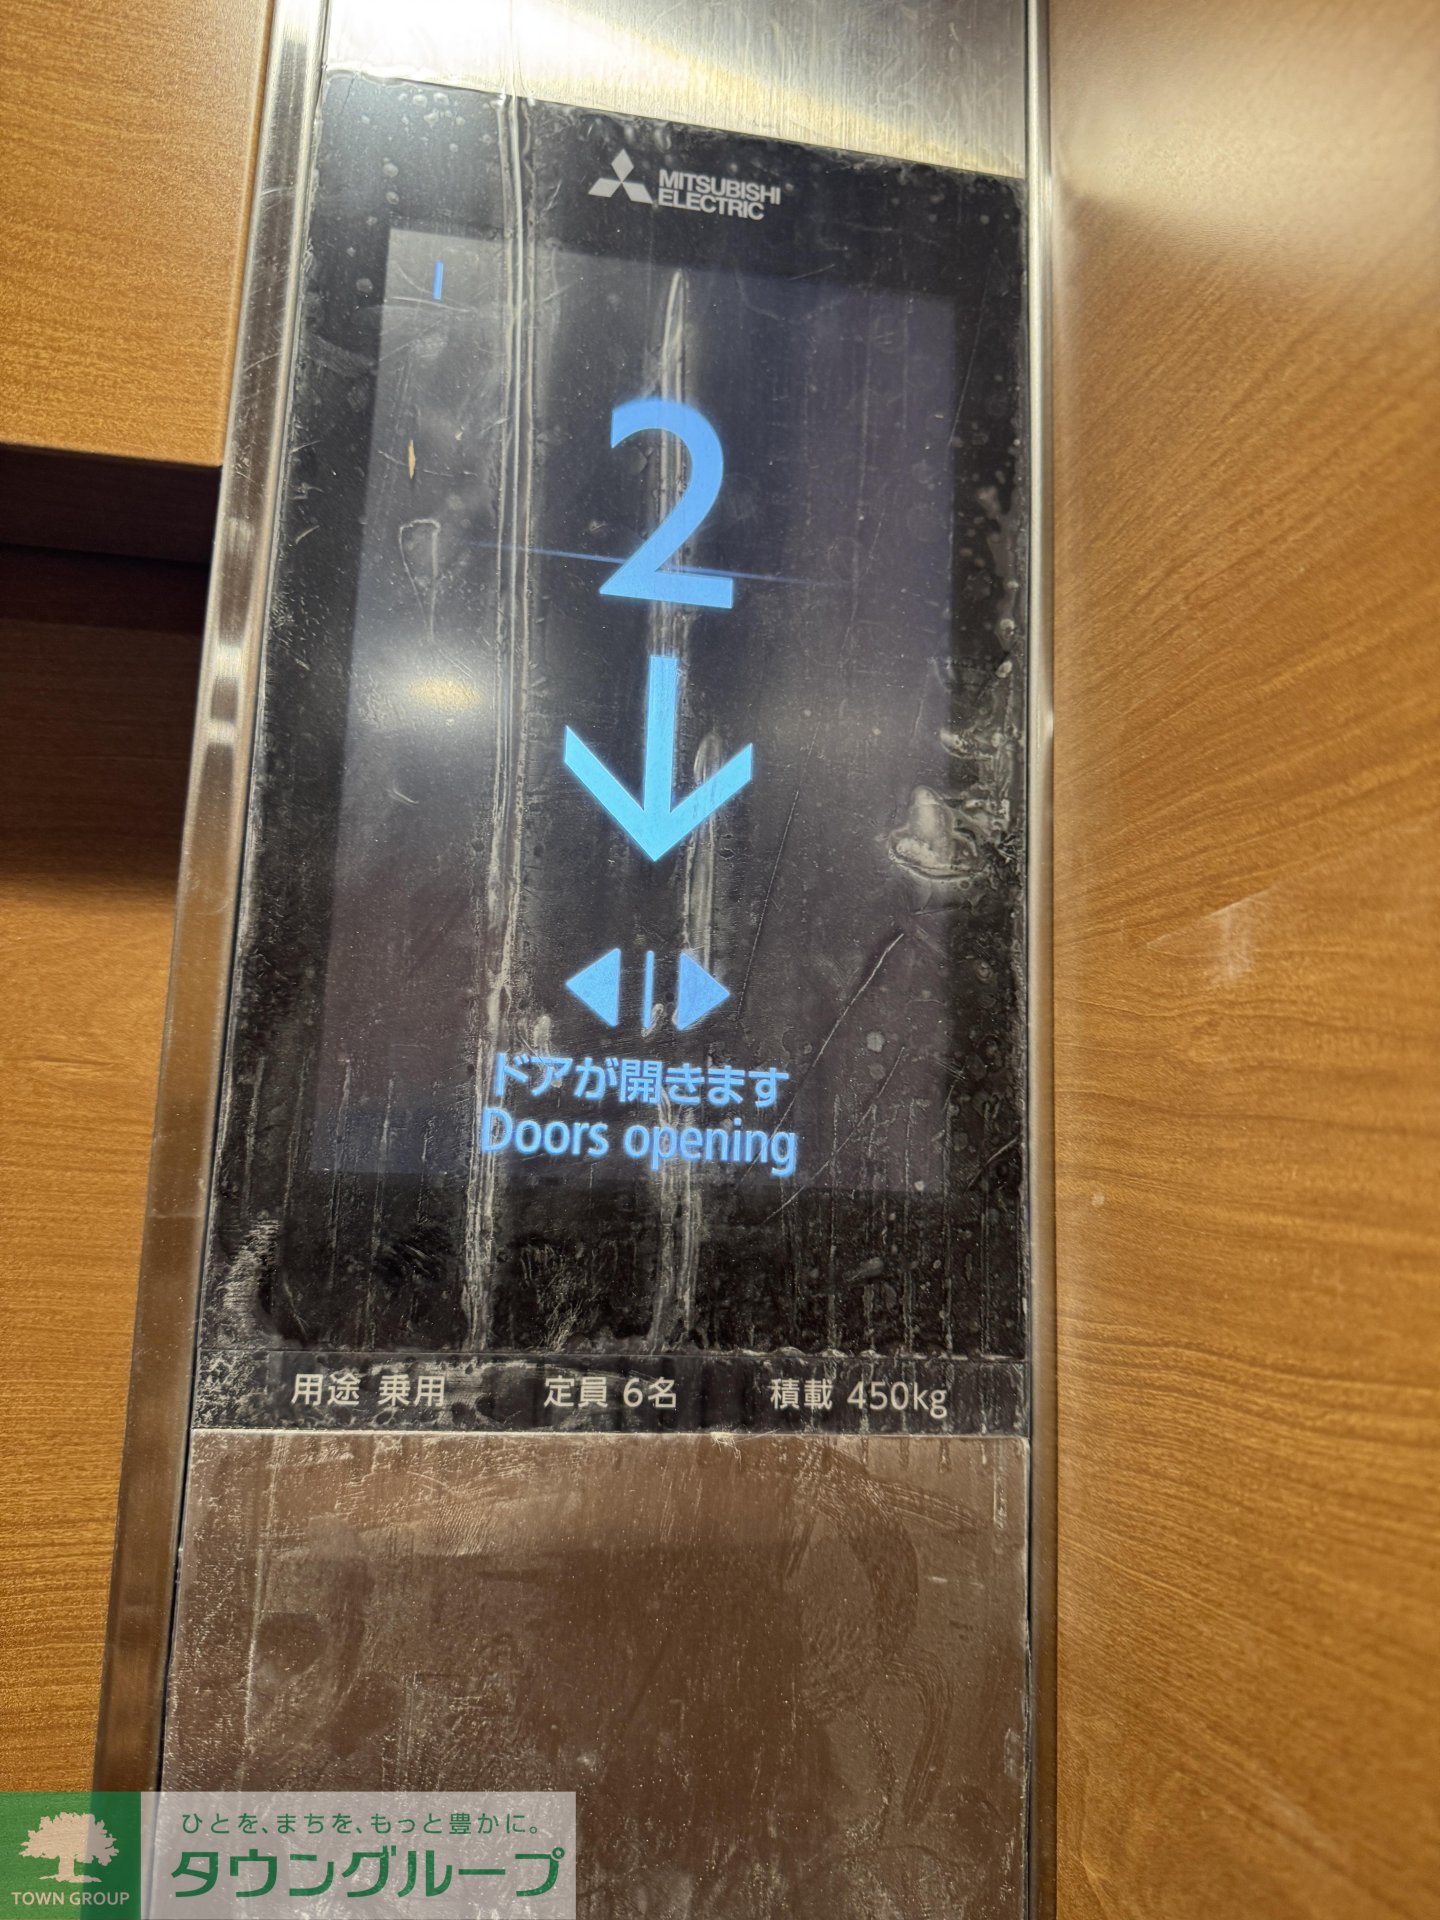 MITSUBISHI
ELECTRIC
2
ドアが開きます
Doors opening
用途 乗用 定員 6名 積載 450kg
ひとを、まちを、もっと豊かに。
タウングループ
TOWN GROUP